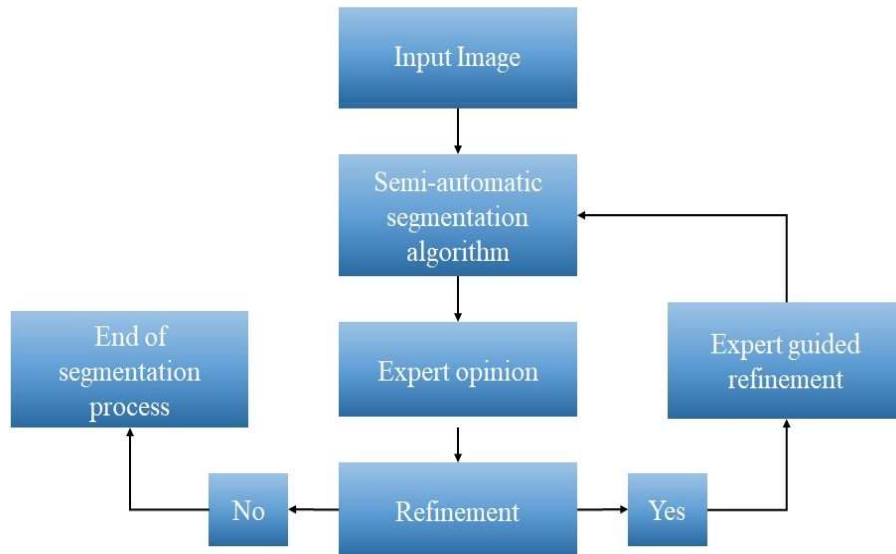 Input Image
Semi-automatic
segmentation
algorithm
End of
segmentation
process
Expert opinion
Expert guided
refinement
No
Refinement
Yes